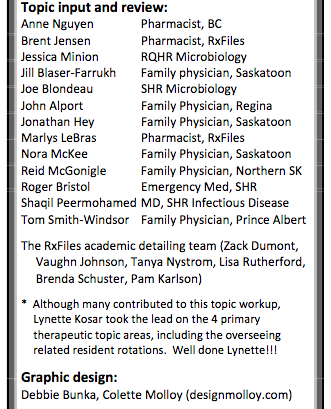 Topic input and review:
Anne Nguyen Pharmacist, BC
Brent Jensen Pharmacist, RxFiles
Jessica Minion RQHR Microbiology
Jill Blaser-Farrukh Family physician, Saskatoon
Joe Blondeau SHR Microbiology
John Alport Family Physician, Regina
Jonathan Hey Family Physician, Saskatoon
Marlys LeBras Pharmacist, RxFiles
Nora McKee Family Physician, Saskatoon
Reid McGonigle Family Physician, Northern SK
Roger Bristol Emergency Med, SHR
Shaqil Peermohamed MD, SHR Infectious Disease
Tom Smith-Windsor Family Physician, Prince Albert
The RxFiles academic detailing team (Zack Dumont,
Vaughn Johnson, Tanya Nystrom, Lisa Rutherford,
Brenda Schuster, Pam Karlson)
* Although many contributed to this topic workup,
Lynette Kosar took the lead on the 4 primary
therapeutic topic areas, including the overseeing
related resident rotations. Well done Lynette!!!
Graphic design:
Debbie Bunka, Colette Molloy (designmolloy.com)